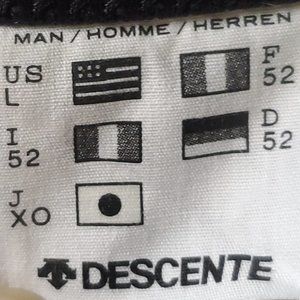 MAN / HOMME / HERREN
US F
L 52
I D
52 52
J
XO
DESCENTE